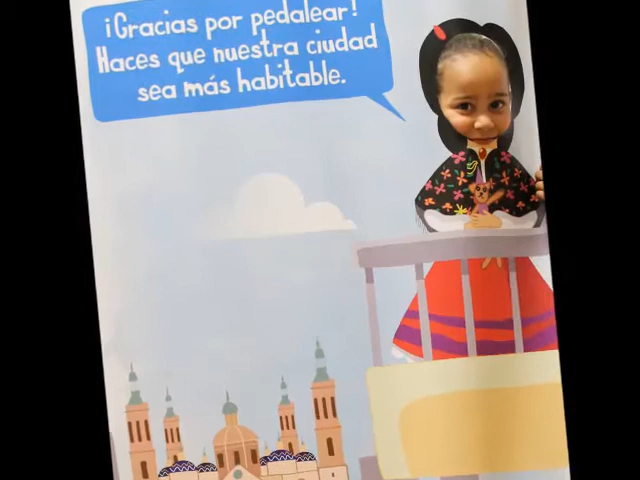 ¡Gracias por pedalear!
Haces que nuestra ciudad
sea más habitable.